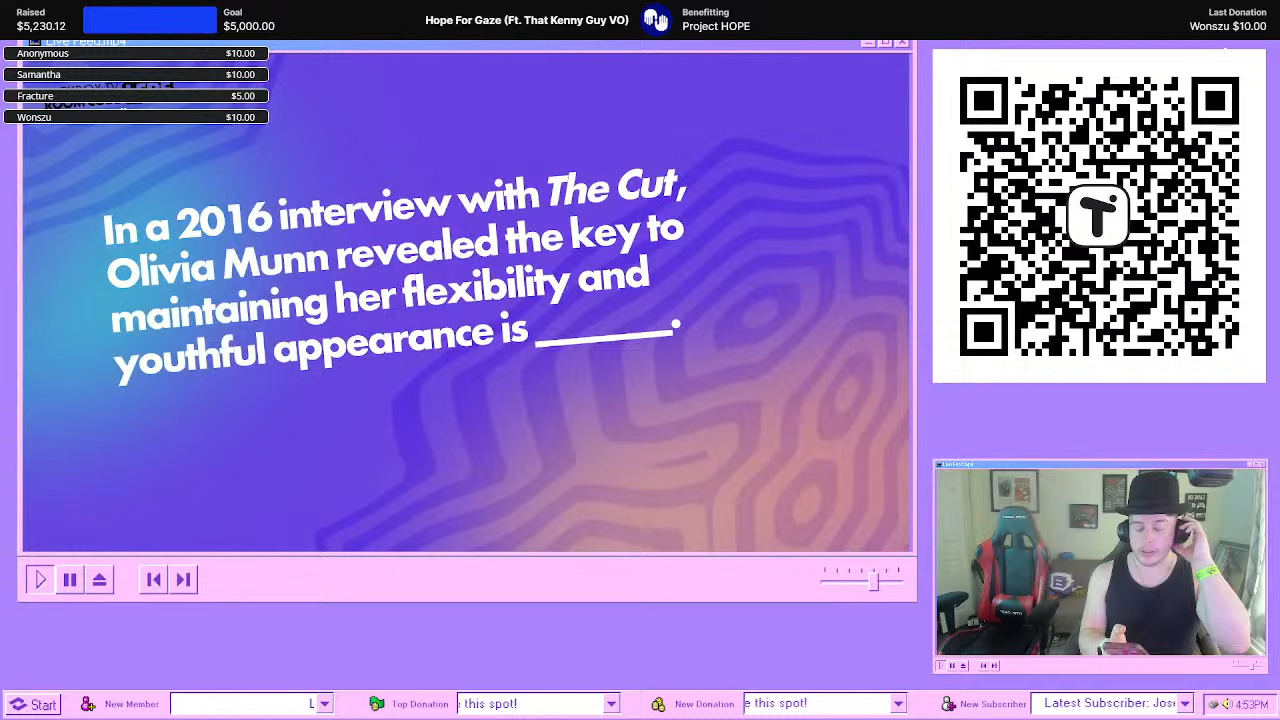 Raised
$5,230.12
Goal
$5,000.00
Hope For Gaze (Ft. That Kenny Guy VO)
Benefitting
Project HOPE
Last Donation
Wonszu $10.00
Anonymous $10.00
Samantha $10.00
Fracture $5.00
Wonszu $10.00
In a 2016 interview with The Cut,
Olivia Munn revealed the key to
maintaining her flexibility and
youthful appearance is ________.
T
Start
New Member
L
Top Donation
this spot!
New Donation
e this spot!
New Subscriber
Latest Subscriber: Jos
4:53PM